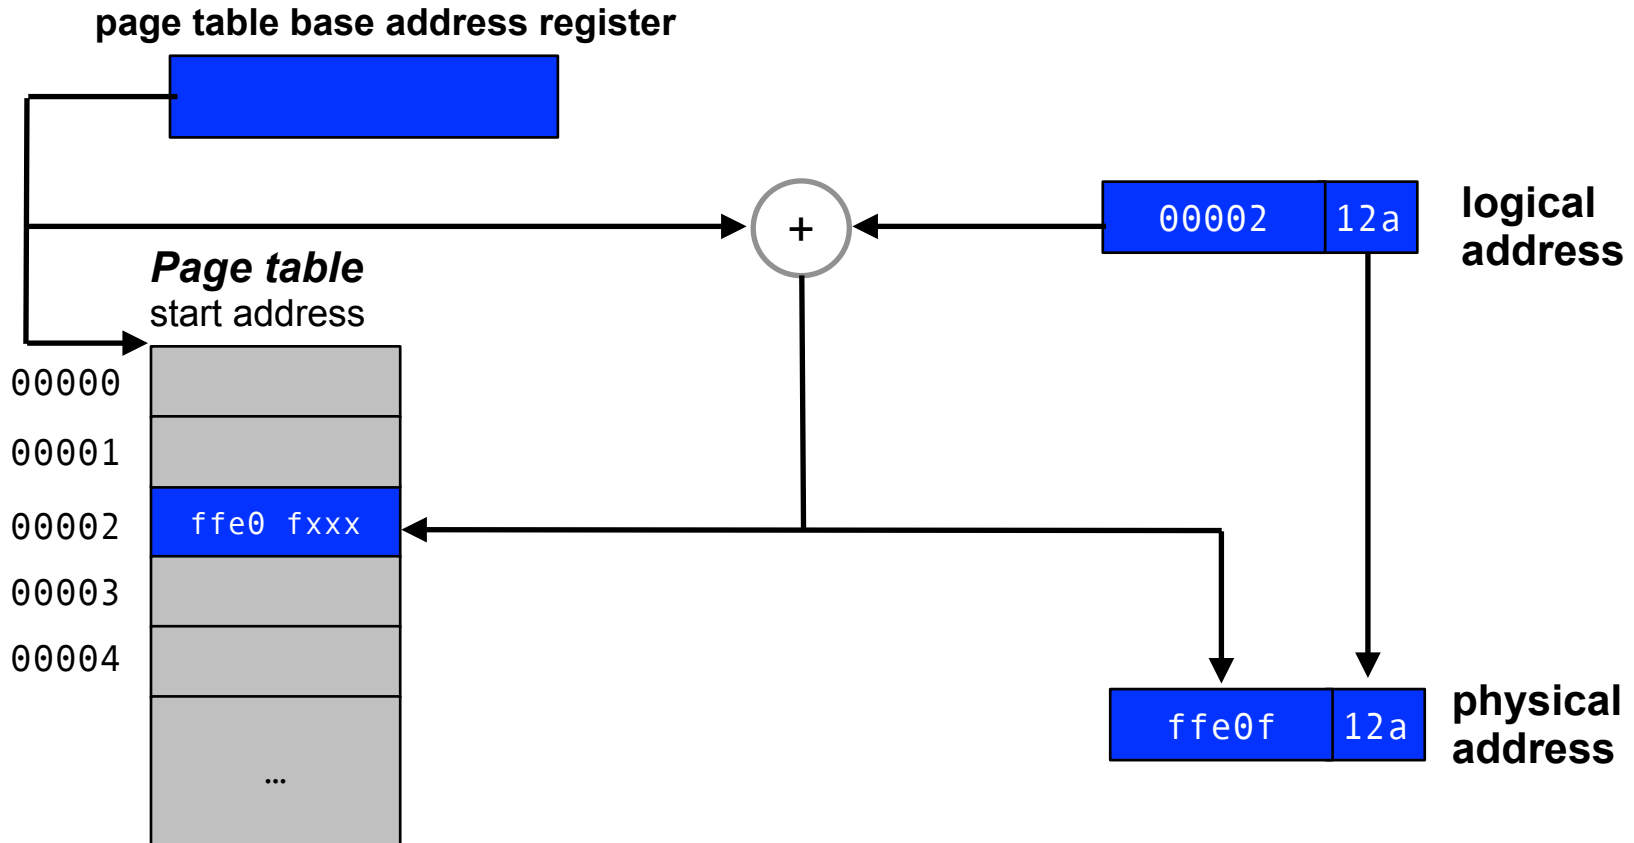 page table base address register
+
00002 12a
logical
address
Page table
start address
00000
00001
00002 ffe0 fxxx
00003
00004
...
ffe0f 12a
physical
address